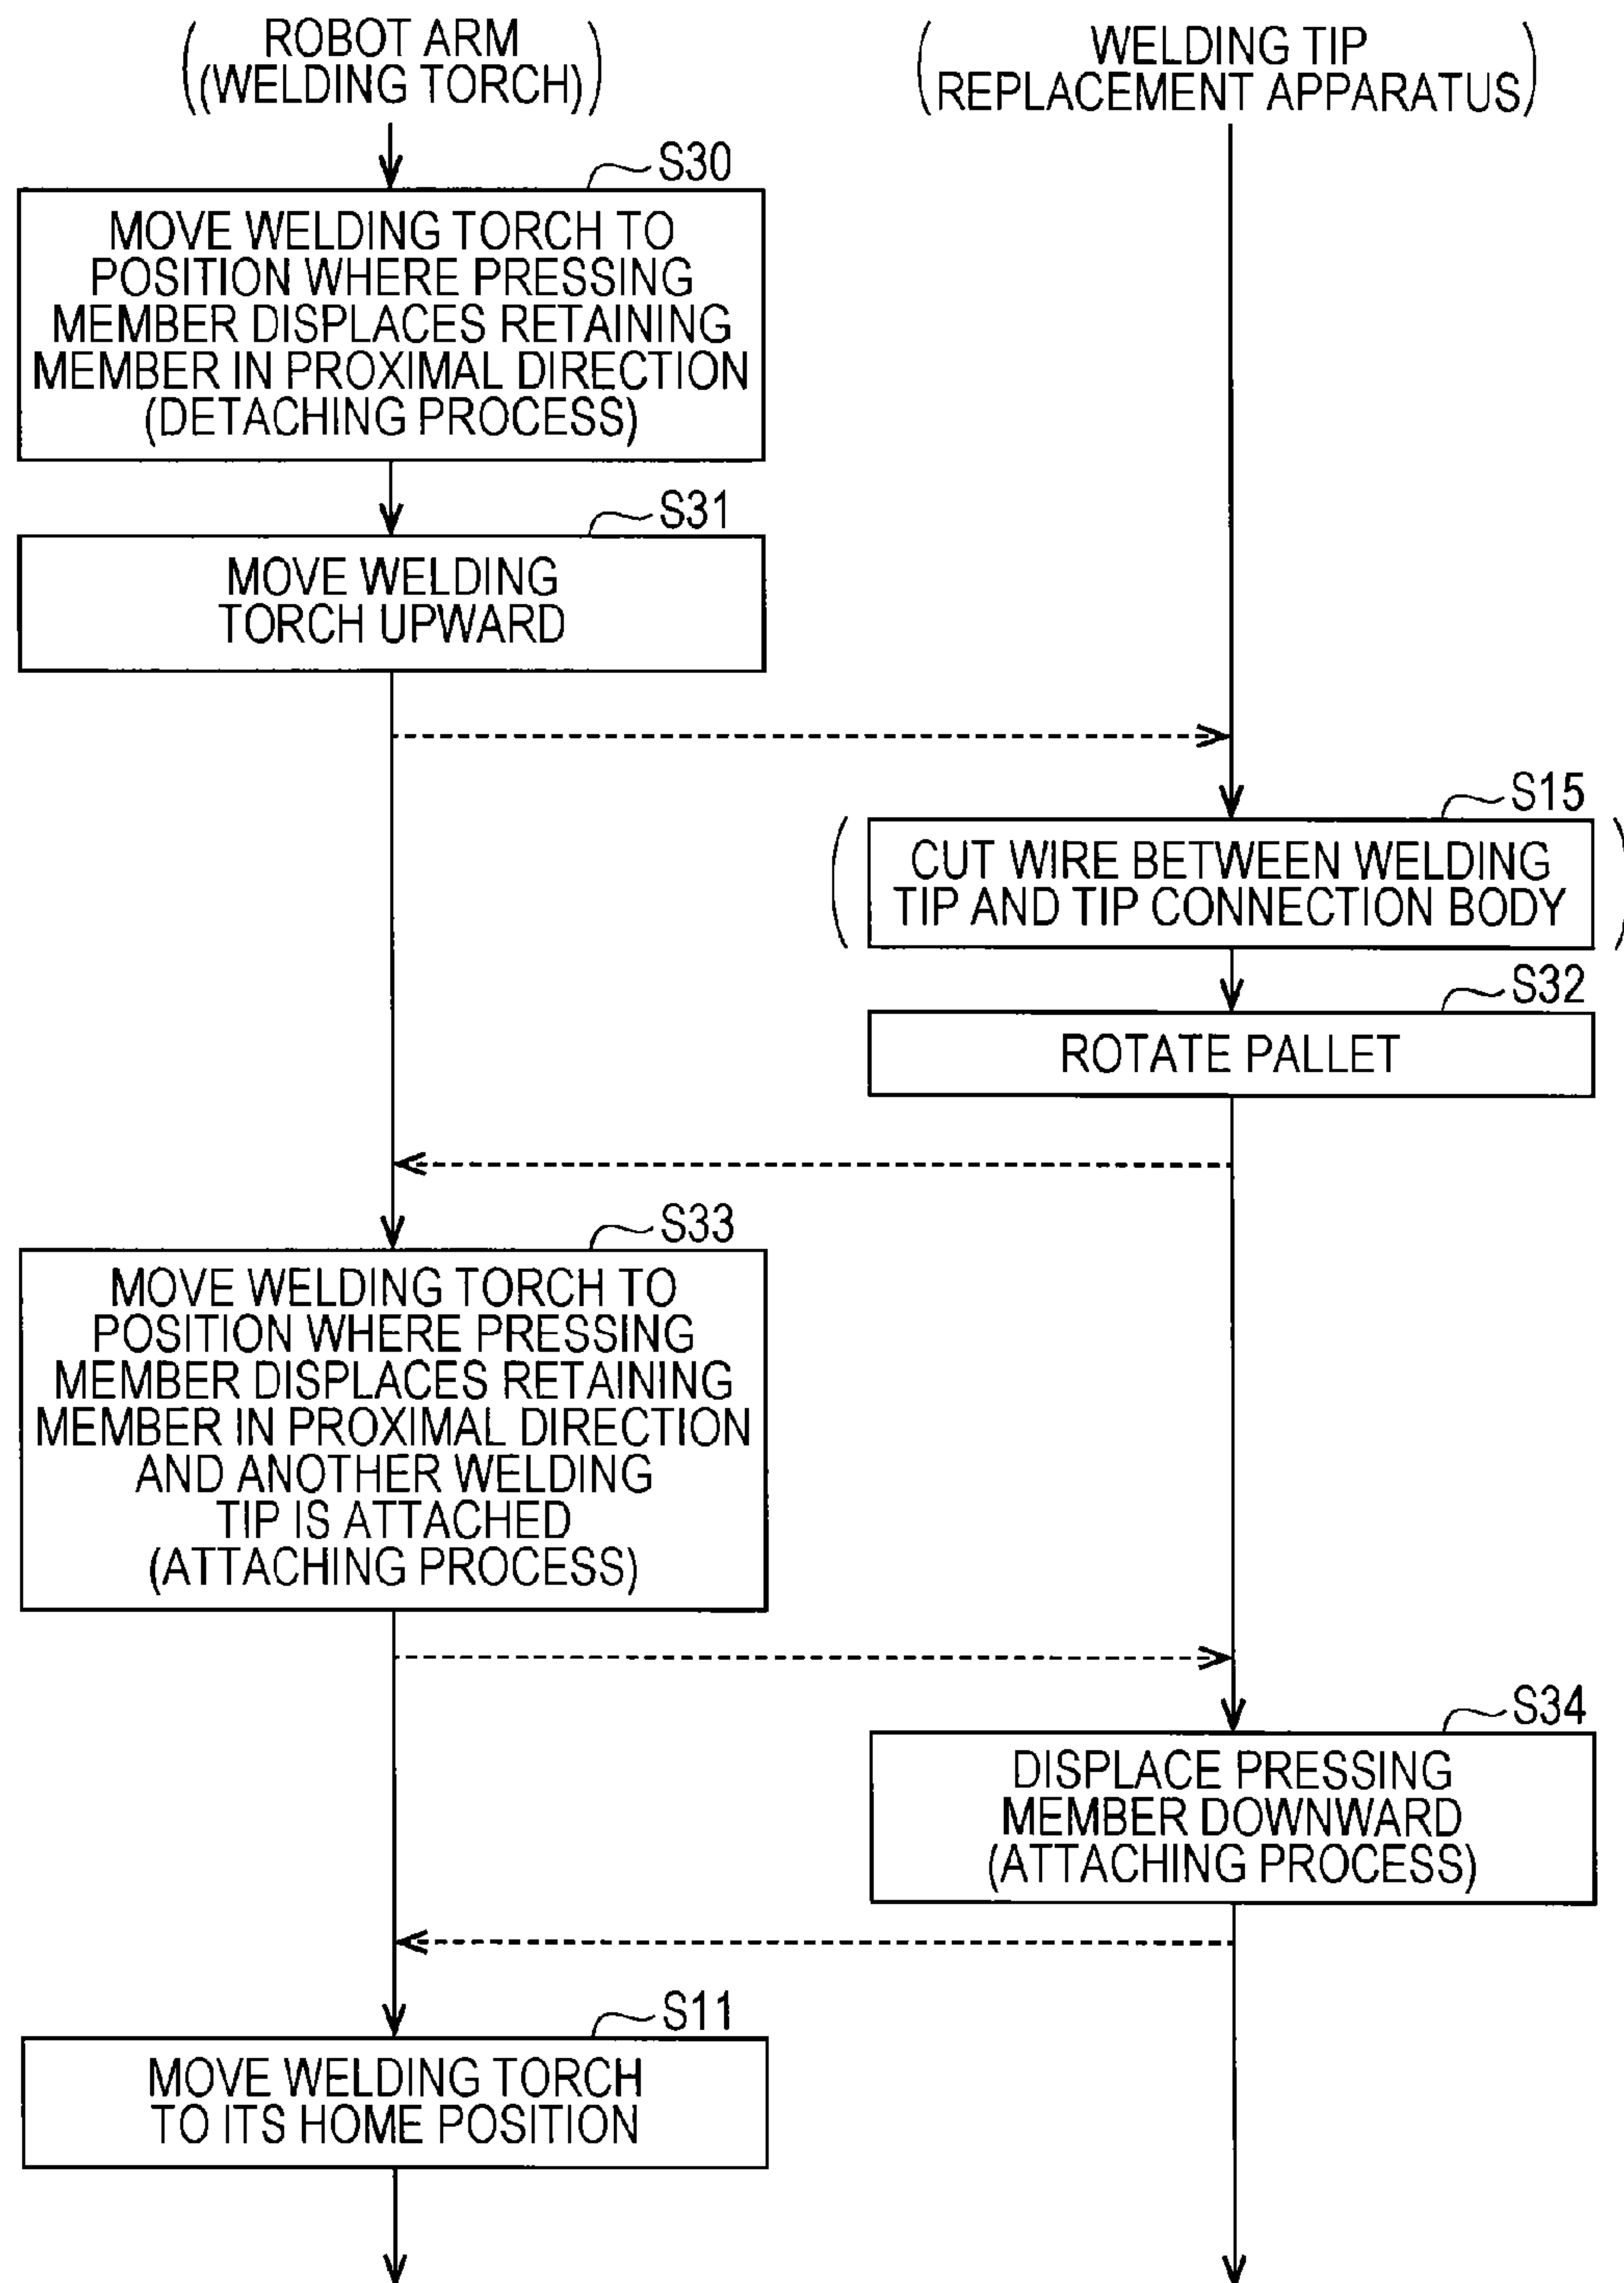 ROBOT ARM
(WELDING TORCH)
WELDING TIP
REPLACEMENT APPARATUS
S30
MOVE WELDING TORCH TO
POSITION WHERE PRESSING
MEMBER DISPLACES RETAINING
MEMBER IN PROXIMAL DIRECTION
(DETACHING PROCESS)
S31
MOVE WELDING
TORCH UPWARD
S15
CUT WIRE BETWEEN WELDING
TIP AND TIP CONNECTION BODY
S32
ROTATE PALLET
S33
MOVE WELDING TORCH TO
POSITION WHERE PRESSING
MEMBER DISPLACES RETAINING
MEMBER IN PROXIMAL DIRECTION
AND ANOTHER WELDING
TIP IS ATTACHED
(ATTACHING PROCESS)
S34
DISPLACE PRESSING
MEMBER DOWNWARD
(ATTACHING PROCESS)
S11
MOVE WELDING TORCH
TO ITS HOME POSITION